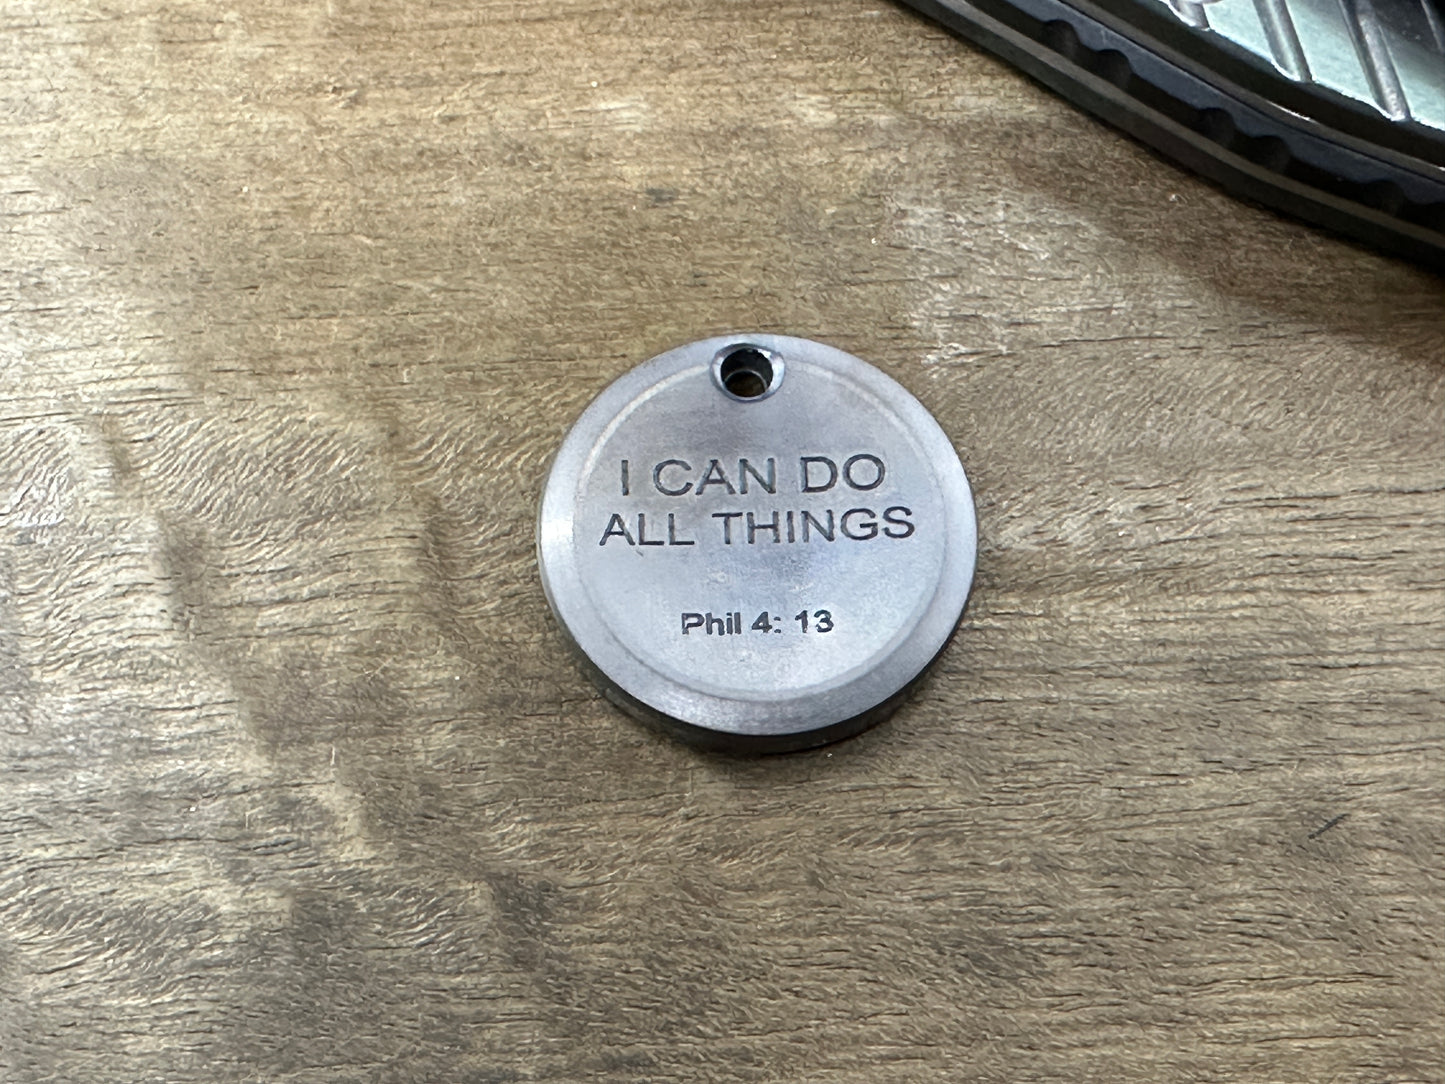 I CAN DO
ALL THINGS
Phil 4: 13